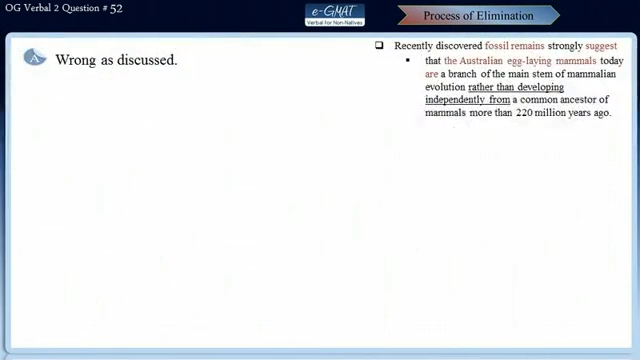 OG Verbal 2 Question # 52
e-GMAT
Verbal for Non-Natives
Process of Elimination
A
Wrong as discussed.
Recently discovered fossil remains strongly suggest
that the Australian egg-laying mammals today
are a branch of the main stem of mammalian
evolution rather than developing
independently from a common ancestor of
mammals more than 220 million years ago.